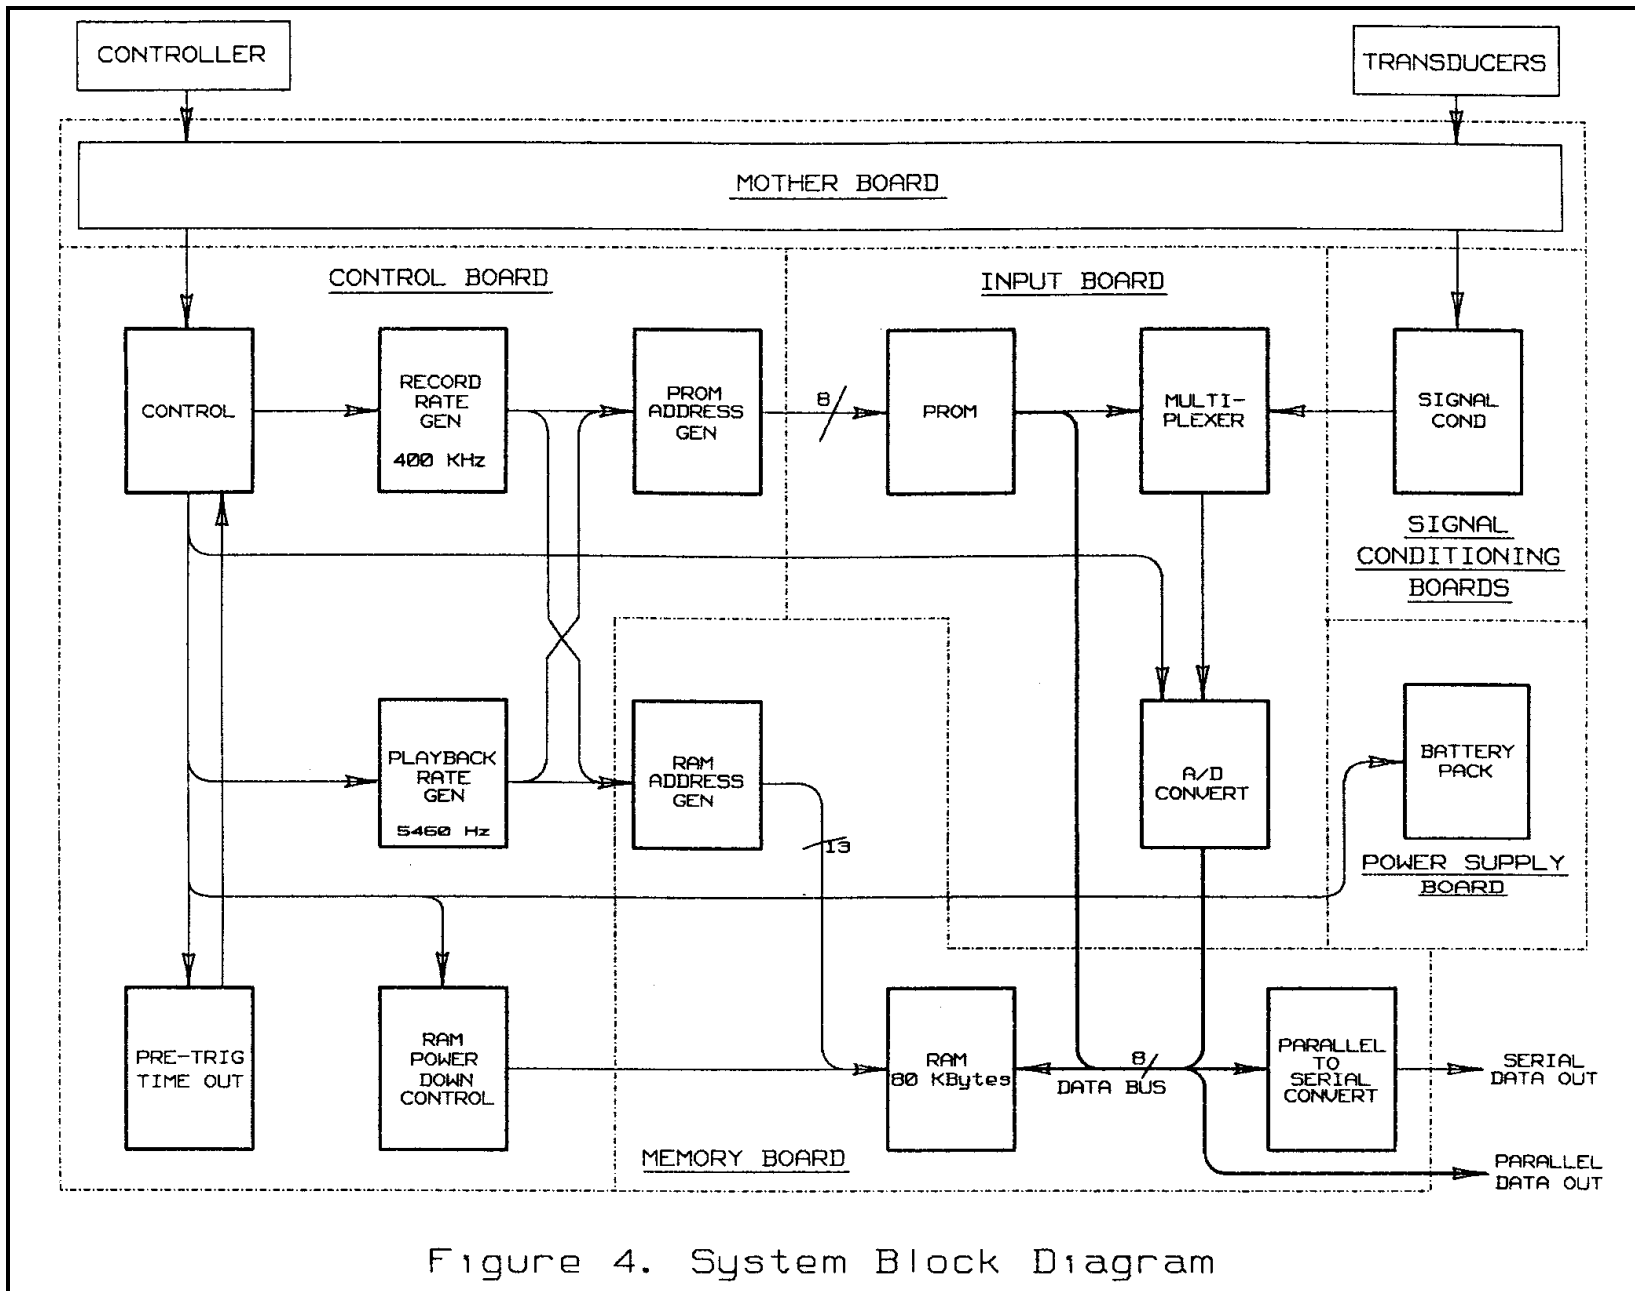 CONTROLLER
TRANSDUCERS
MOTHER BOARD
CONTROL BOARD
INPUT BOARD
CONTROL
RECORD
RATE
GEN
400 KHz
PROM
ADDRESS
GEN
8
PROM
MULTI-
PLEXER
SIGNAL
COND
SIGNAL
CONDITIONING
BOARDS
PLAYBACK
RATE
GEN
5460 Hz
RAM
ADDRESS
GEN
13
A/D
CONVERT
BATTERY
PACK
POWER SUPPLY
BOARD
PRE-TRIG
TIME OUT
RAM
POWER
DOWN
CONTROL
RAM
80 KBytes
8
DATA BUS
PARALLEL
TO
SERIAL
CONVERT
SERIAL
DATA OUT
MEMORY BOARD
PARALLEL
DATA OUT
Figure 4. System Block Diagram